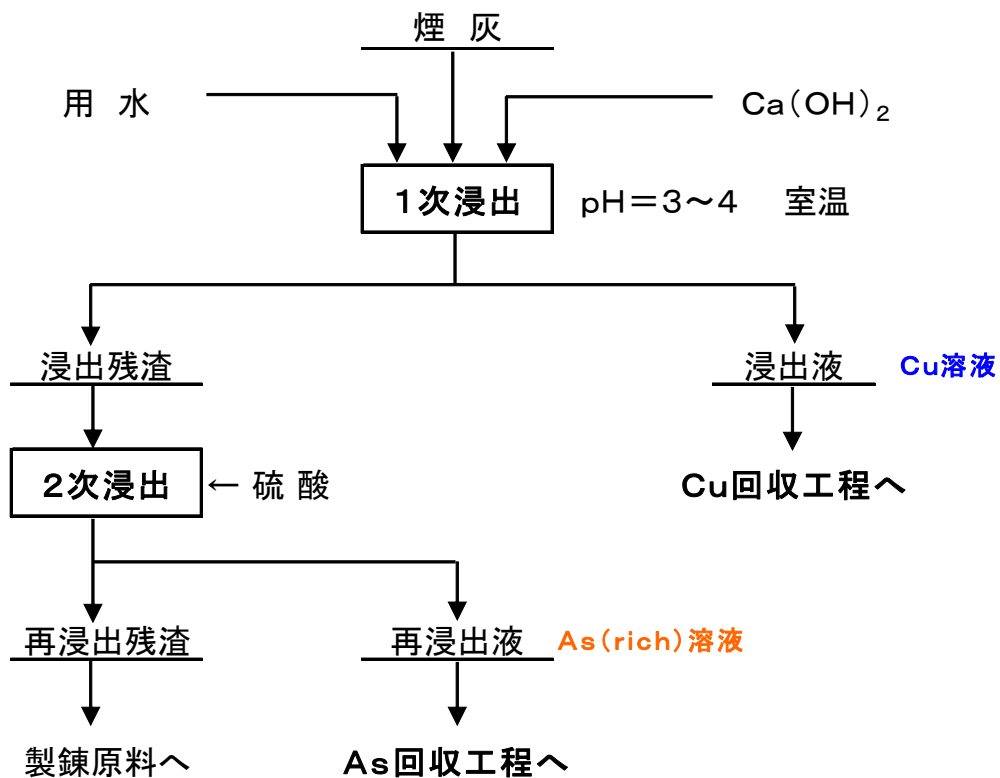 煙 灰
用 水
Ca(OH)₂
1次浸出
pH=3~4 室温
浸出残渣
浸出液
Cu溶液
2次浸出
← 硫 酸
Cu回収工程へ
再浸出残渣
再浸出液
As(rich)溶液
製錬原料へ
As回収工程へ